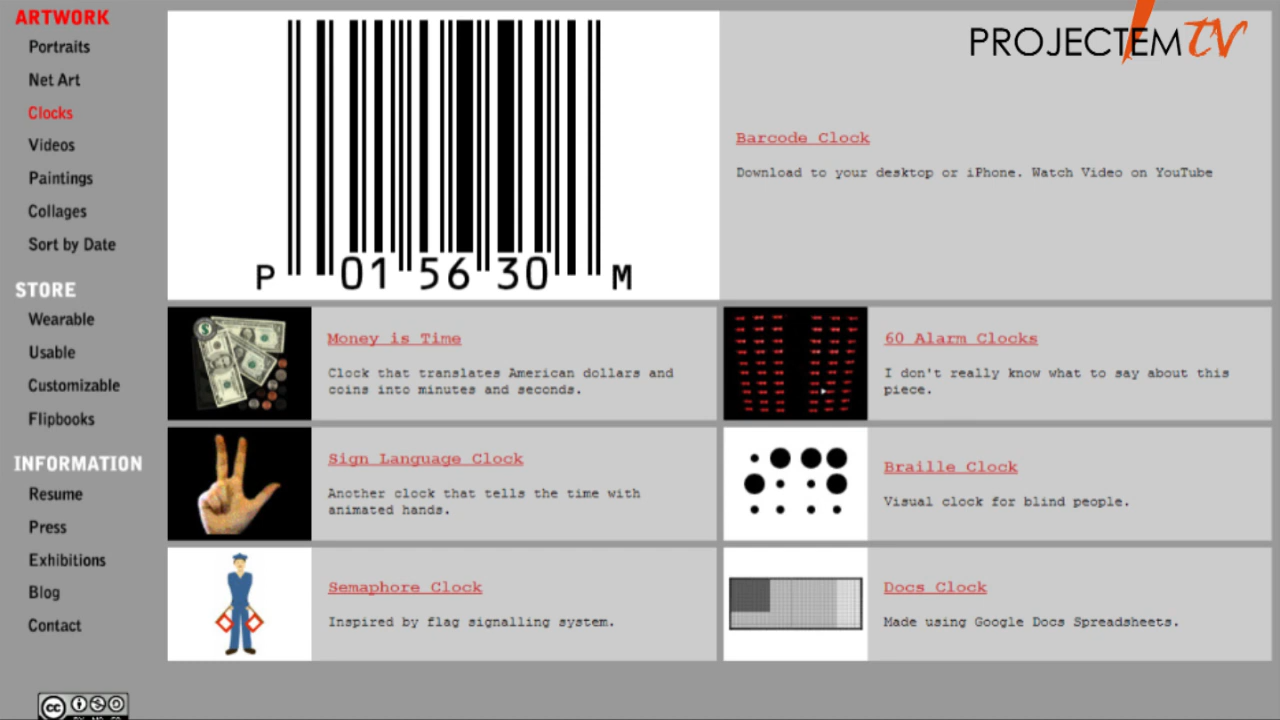 ARTWORK
Portraits
Net Art
Clocks
Videos
Paintings
Collages
Sort by Date
STORE
Wearable
Usable
Customizable
Flipbooks
INFORMATION
Resume
Press
Exhibitions
Blog
Contact
cc
PROJECTEM TV
P 01 56 30 M
Barcode Clock
Download to your desktop or iPhone. Watch Video on YouTube
Money is Time
Clock that translates American dollars and
coins into minutes and seconds.
60 Alarm Clocks
I don't really know what to say about this
piece.
Sign Language Clock
Another clock that tells the time with
animated hands.
Braille Clock
Visual clock for blind people.
Semaphore Clock
Inspired by flag signalling system.
Docs Clock
Made using Google Docs Spreadsheets.